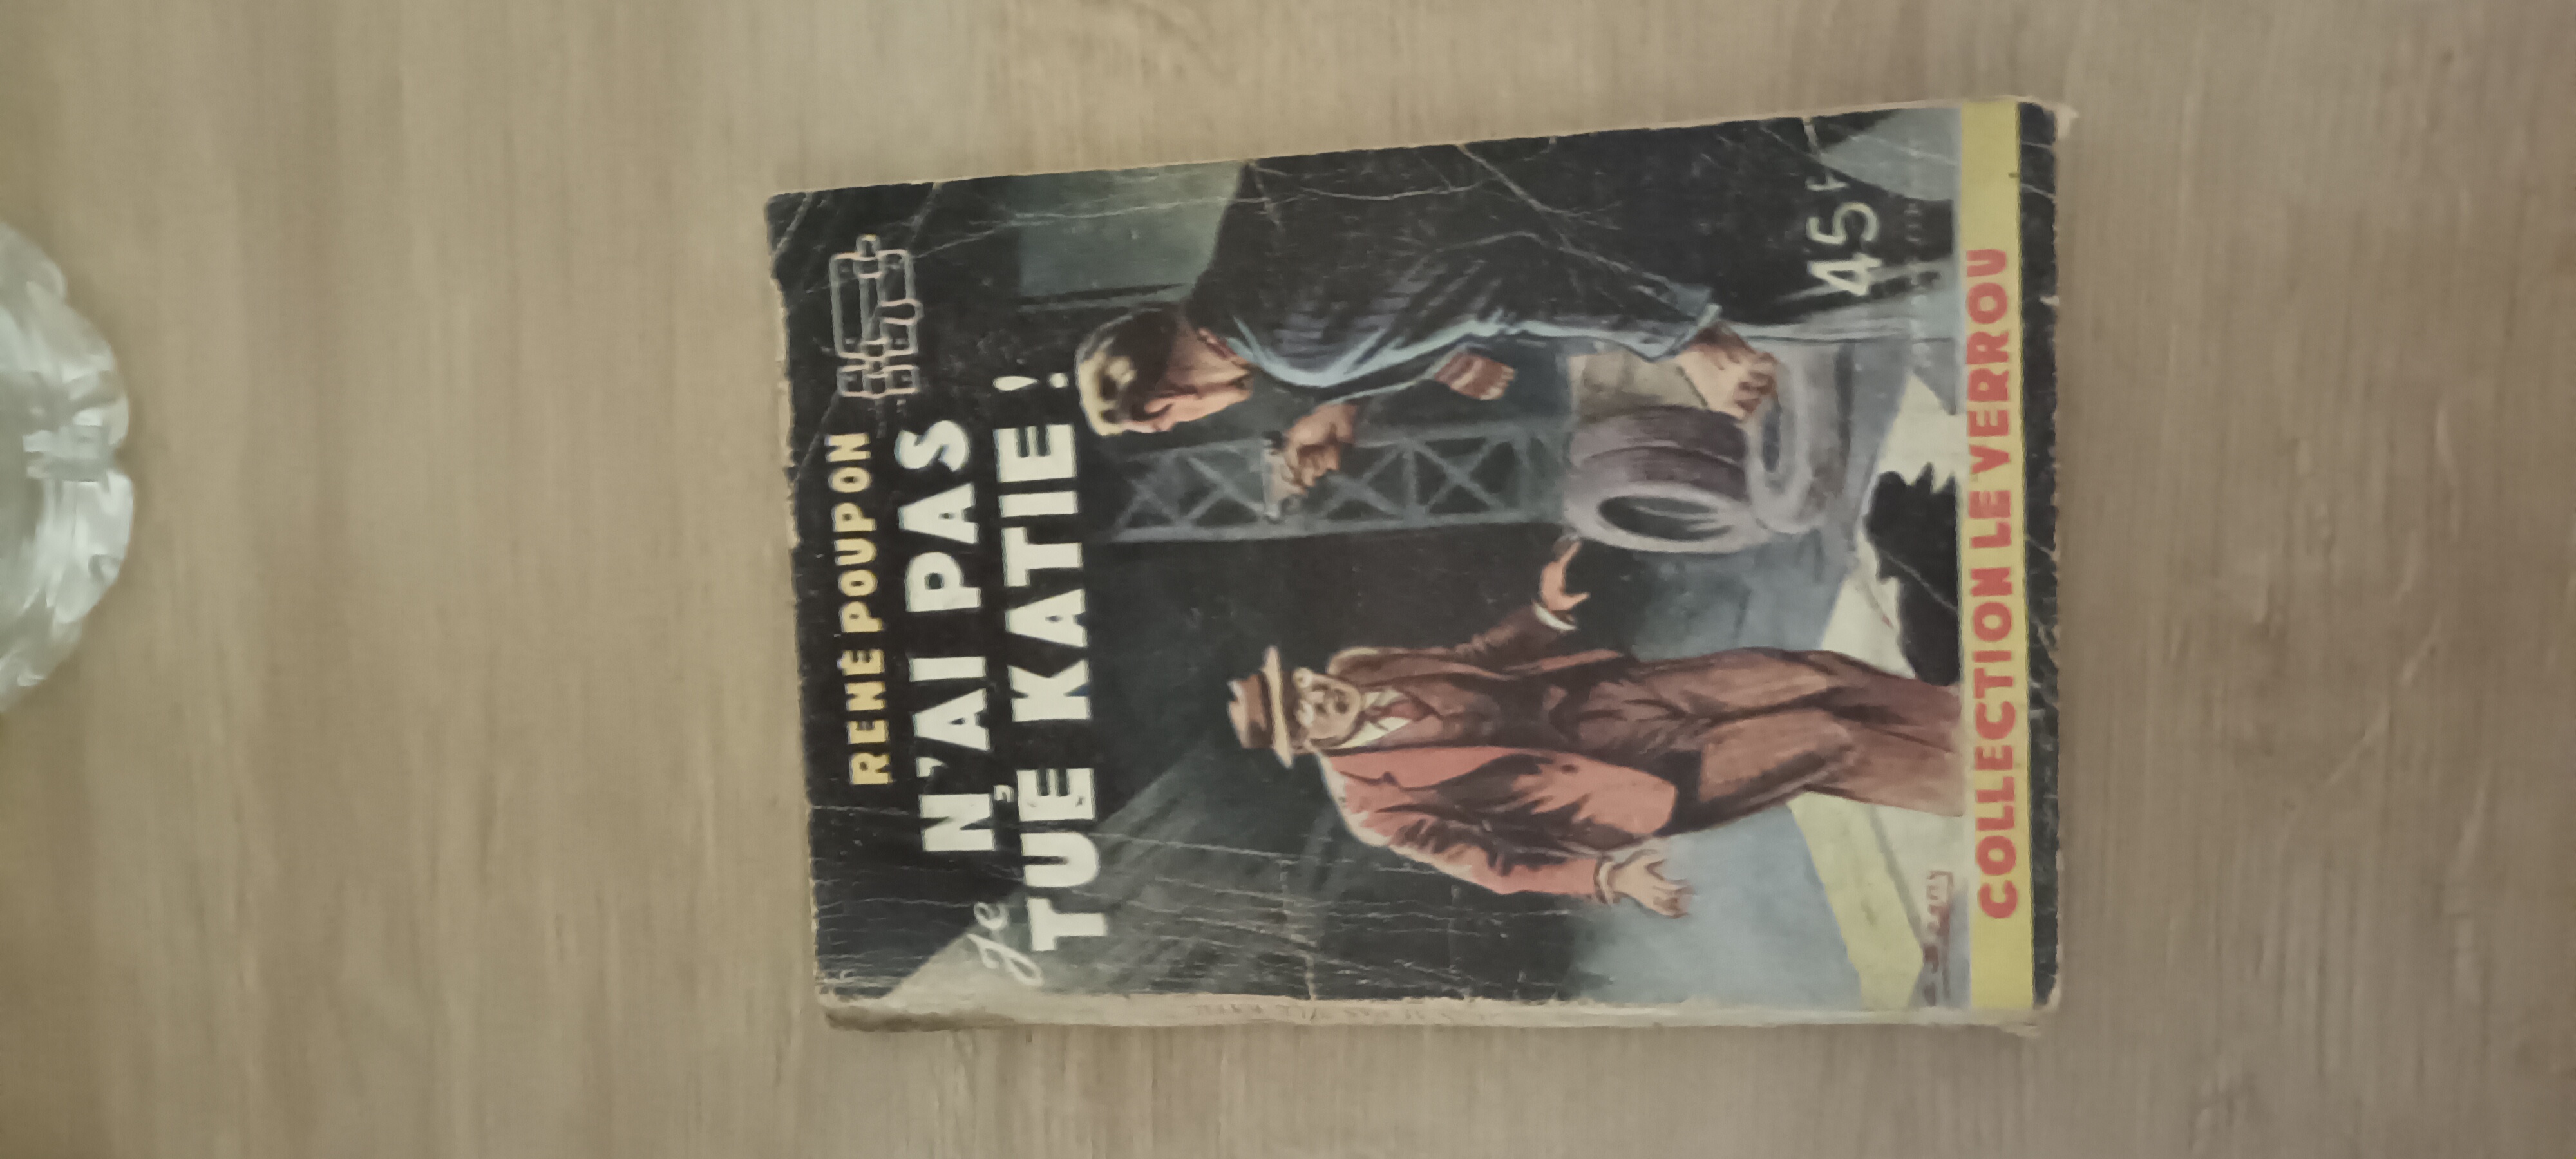 RENÉ POUPON
Je
N'AI PAS
TUÉ KATIE!
45 F
COLLECTION LE VERROU